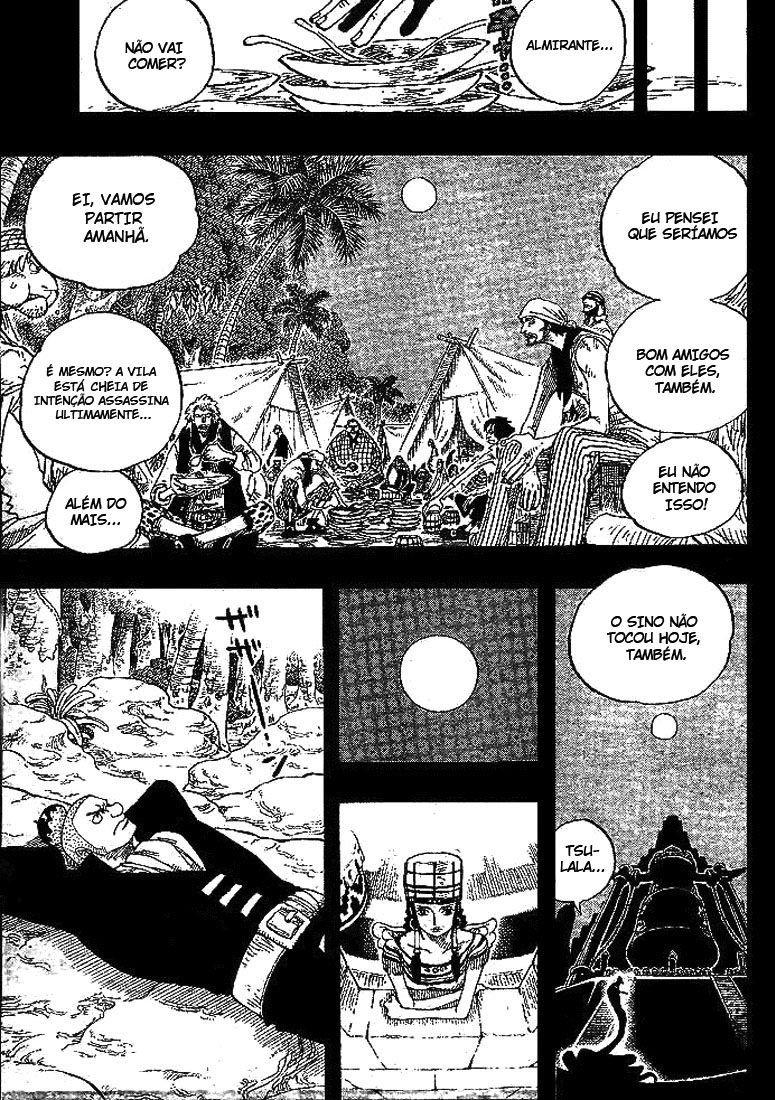 ALMIRANTE...
NÃO VAI
COMER?
EU PENSEI
QUE SERÍAMOS
BOM AMIGOS
COM ELES,
TAMBÉM.
EU NÃO
ENTENDO
ISSO!
EI, VAMOS
PARTIR
AMANHÃ.
É MESMO? A VILA
ESTÁ CHEIA DE
INTENÇÃO ASSASSINA
ULTIMAMENTE...
ALÉM DO
MAIS...
O SINO NÃO
TOCOU HOJE,
TAMBÉM.
TSU-
LALA...